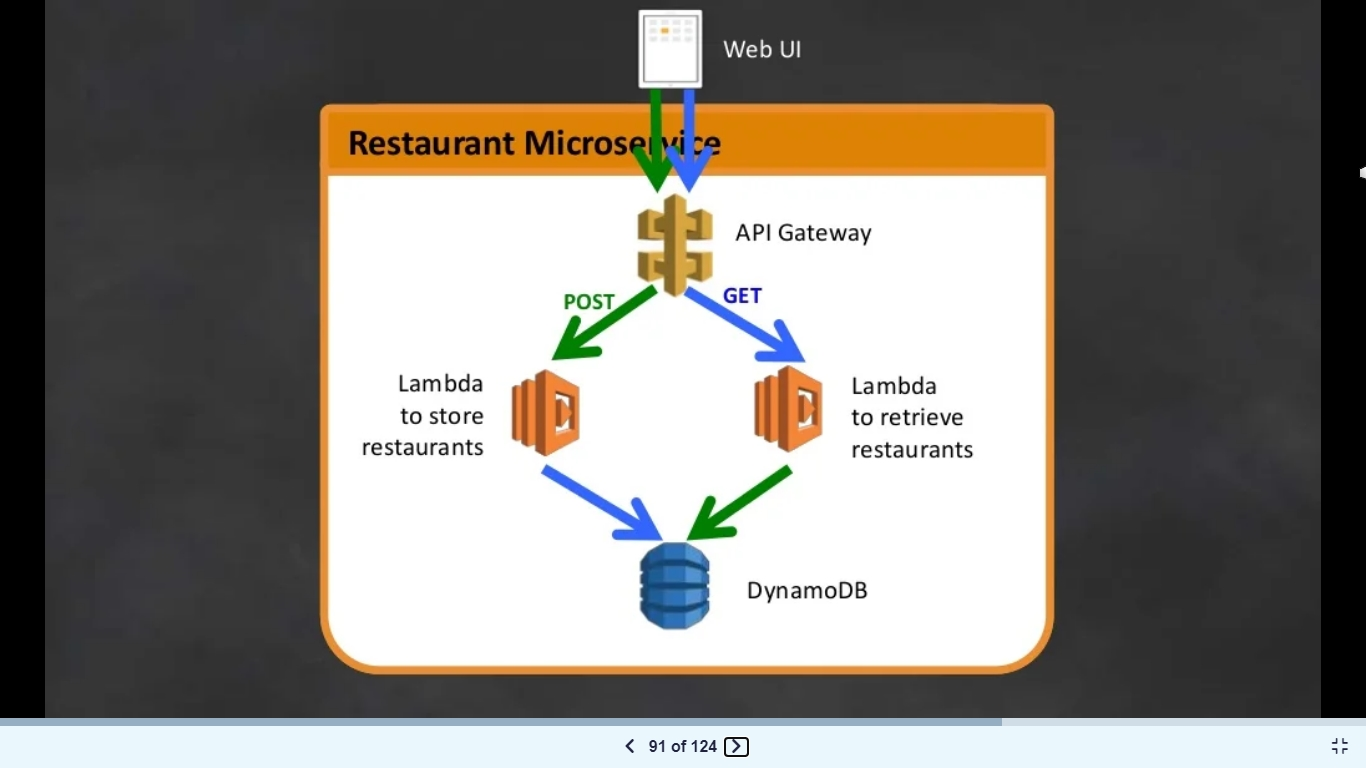 Web UI
Restaurant Microservice
API Gateway
POST
GET
Lambda
to store
restaurants
Lambda
to retrieve
restaurants
DynamoDB
91 of 124